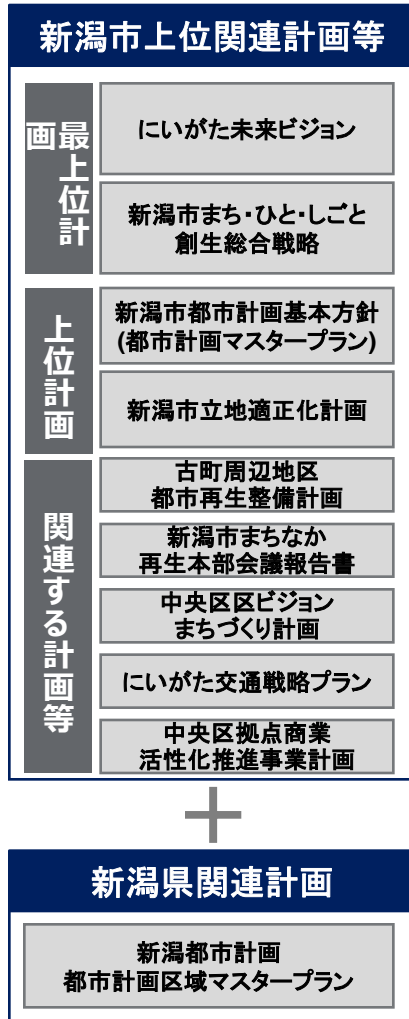 新潟市上位関連計画等
最上位計画
にいがた未来ビジョン
新潟市まち・ひと・しごと
創生総合戦略
上位計画
新潟市都市計画基本方針
(都市計画マスタープラン)
新潟市立地適正化計画
関連する計画等
古町周辺地区
都市再生整備計画
新潟市まちなか
再生本部会議報告書
中央区区ビジョン
まちづくり計画
にいがた交通戦略プラン
中央区拠点商業
活性化推進事業計画
+
新潟県関連計画
新潟都市計画
都市計画区域マスタープラン